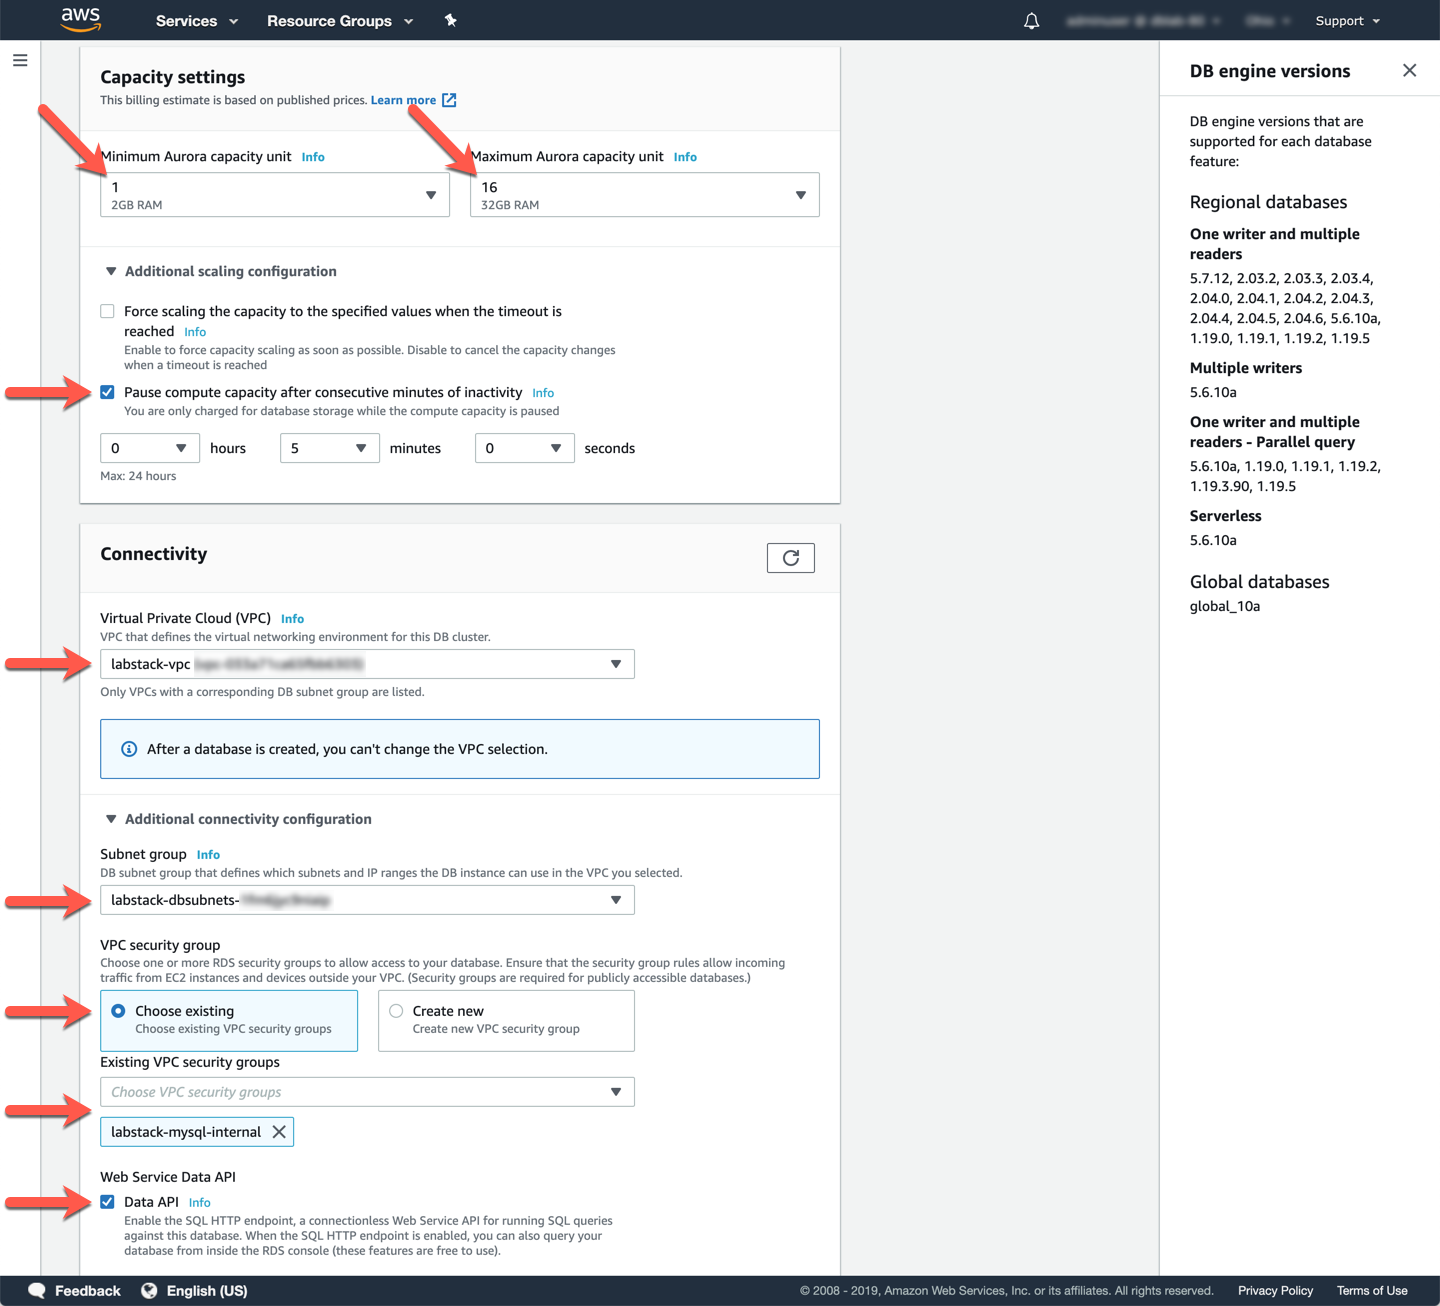 aws
Services
Resource Groups
Support
Capacity settings
This billing estimate is based on published prices. Learn more
Minimum Aurora capacity unit Info
1
2GB RAM
Maximum Aurora capacity unit Info
16
32GB RAM
Additional scaling configuration
Force scaling the capacity to the specified values when the timeout is
reached Info
Enable to force capacity scaling as soon as possible. Disable to cancel the capacity changes
when a timeout is reached
Pause compute capacity after consecutive minutes of inactivity Info
You are only charged for database storage while the compute capacity is paused
0 hours 5 minutes 0 seconds
Max: 24 hours
Connectivity
Virtual Private Cloud (VPC) Info
VPC that defines the virtual networking environment for this DB cluster.
labstack-vpc
Only VPCs with a corresponding DB subnet group are listed.
After a database is created, you can't change the VPC selection.
Additional connectivity configuration
Subnet group Info
DB subnet group that defines which subnets and IP ranges the DB instance can use in the VPC you selected.
labstack-dbsubnets-
VPC security group
Choose one or more RDS security groups to allow access to your database. Ensure that the security group rules allow incoming
traffic from EC2 instances and devices outside your VPC. (Security groups are required for publicly accessible databases.)
Choose existing
Choose existing VPC security groups
Create new
Create new VPC security group
Existing VPC security groups
Choose VPC security groups
labstack-mysql-internal
Web Service Data API
Data API Info
Enable the SQL HTTP endpoint, a connectionless Web Service API for running SQL queries
against this database. When the SQL HTTP endpoint is enabled, you can also query your
database from inside the RDS console (these features are free to use).
DB engine versions
DB engine versions that are
supported for each database
feature:
Regional databases
One writer and multiple
readers
5.7.12, 2.03.2, 2.03.3, 2.03.4,
2.04.0, 2.04.1, 2.04.2, 2.04.3,
2.04.4, 2.04.5, 2.04.6, 5.6.10a,
1.19.0, 1.19.1, 1.19.2, 1.19.5
Multiple writers
5.6.10a
One writer and multiple
readers - Parallel query
5.6.10a, 1.19.0, 1.19.1, 1.19.2,
1.19.3.90, 1.19.5
Serverless
5.6.10a
Global databases
global_10a
Feedback
English (US)
© 2008 - 2019, Amazon Web Services, Inc. or its affiliates. All rights reserved.
Privacy Policy
Terms of Use